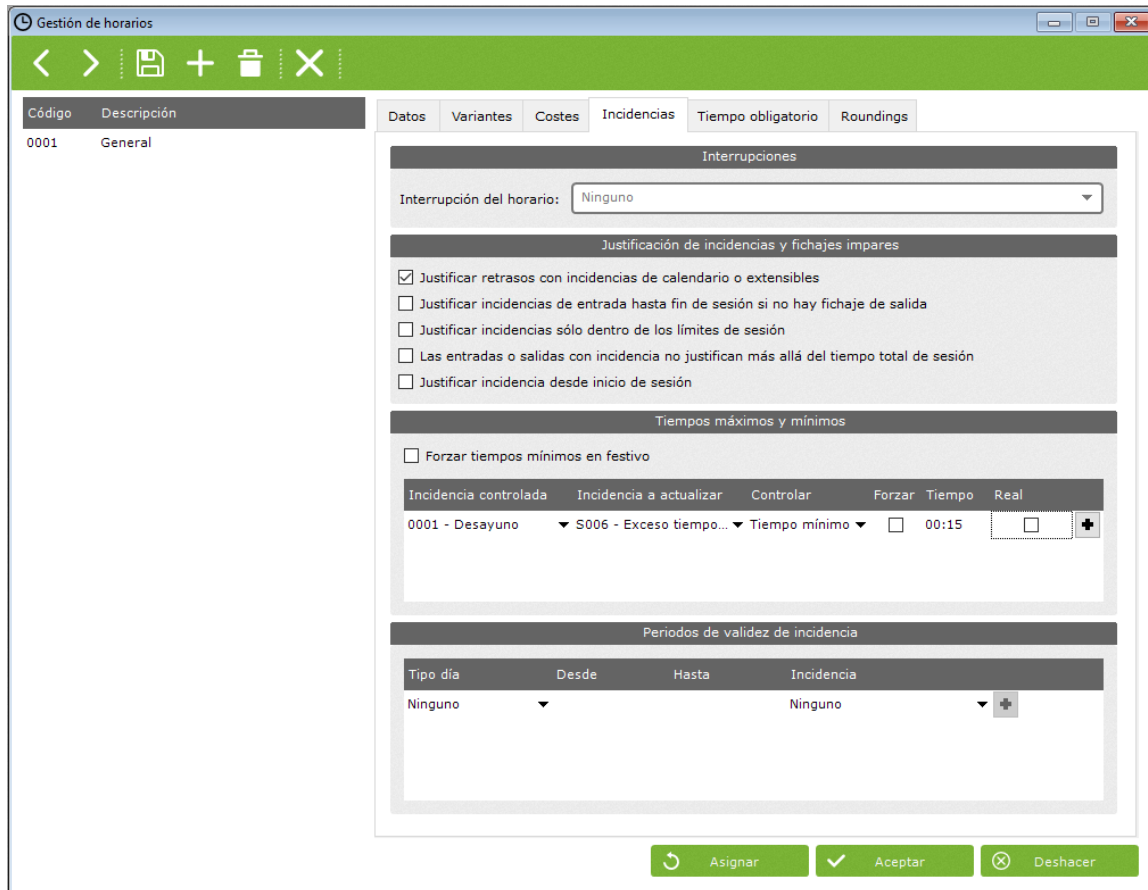 Gestión de horarios
Código Descripción
0001 General
Datos Variantes Costes Incidencias Tiempo obligatorio Roundings
Interrupciones
Interrupción del horario: Ninguno
Justificación de incidencias y fichajes impares
Justificar retrasos con incidencias de calendario o extensibles
Justificar incidencias de entrada hasta fin de sesión si no hay fichaje de salida
Justificar incidencias sólo dentro de los límites de sesión
Las entradas o salidas con incidencia no justifican más allá del tiempo total de sesión
Justificar incidencia desde inicio de sesión
Tiempos máximos y mínimos
Forzar tiempos mínimos en festivo
Incidencia controlada Incidencia a actualizar Controlar Forzar Tiempo Real
0001 - Desayuno S006 - Exceso tiempo... Tiempo mínimo 00:15
Periodos de validez de incidencia
Tipo día Desde Hasta Incidencia
Ninguno Ninguno
Asignar Aceptar Deshacer